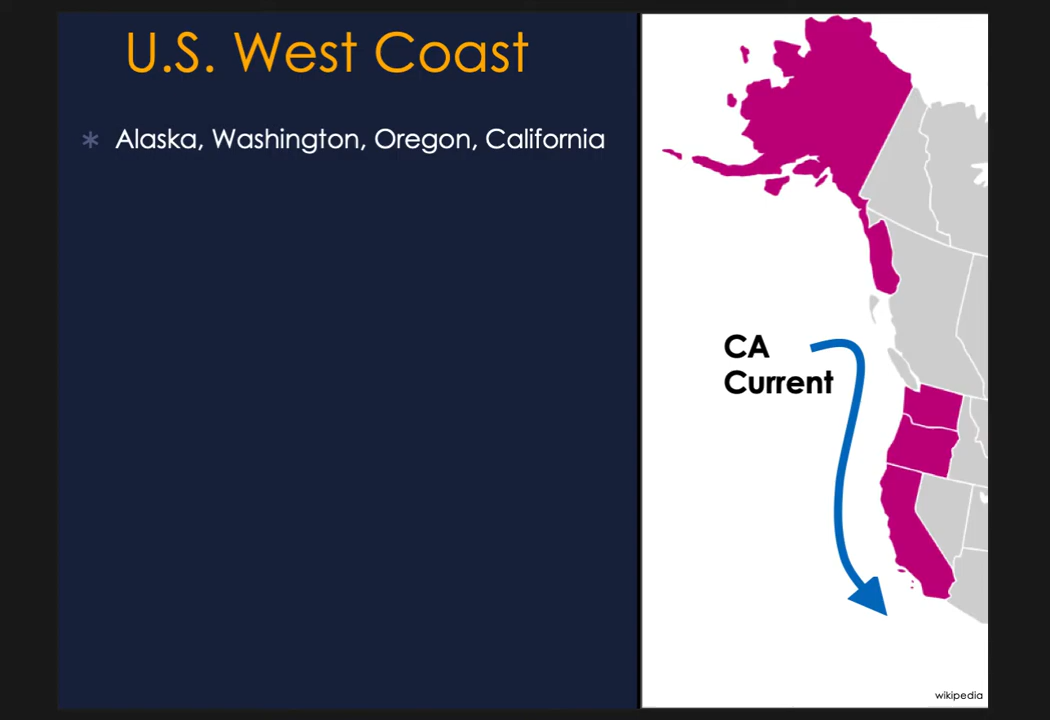 U.S. West Coast
Alaska, Washington, Oregon, California
CA
Current
wikipedia